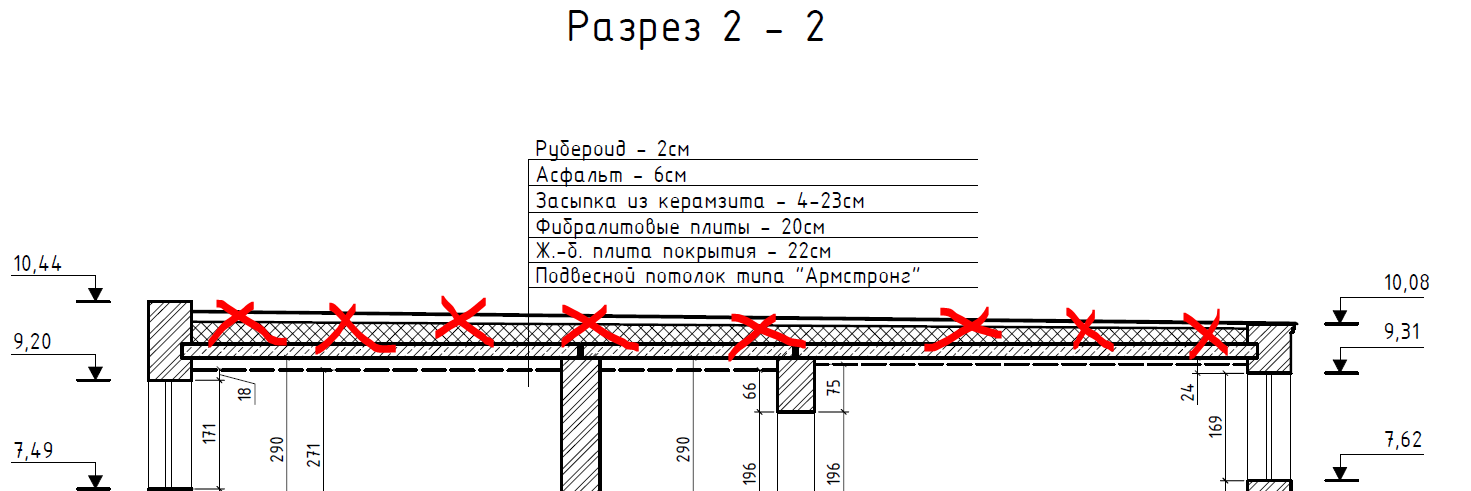 Разрез 2 - 2
Рубероид - 2см
Асфальт - 6см
Засыпка из керамзита - 4-23см
Фибралитовые плиты - 20см
Ж.-б. плита покрытия - 22см
Подвесной потолок типа "Армстронг"
10,44
10,08
9,20
9,31
18
66
75
24
171
290
271
290
196
196
169
7,49
7,62